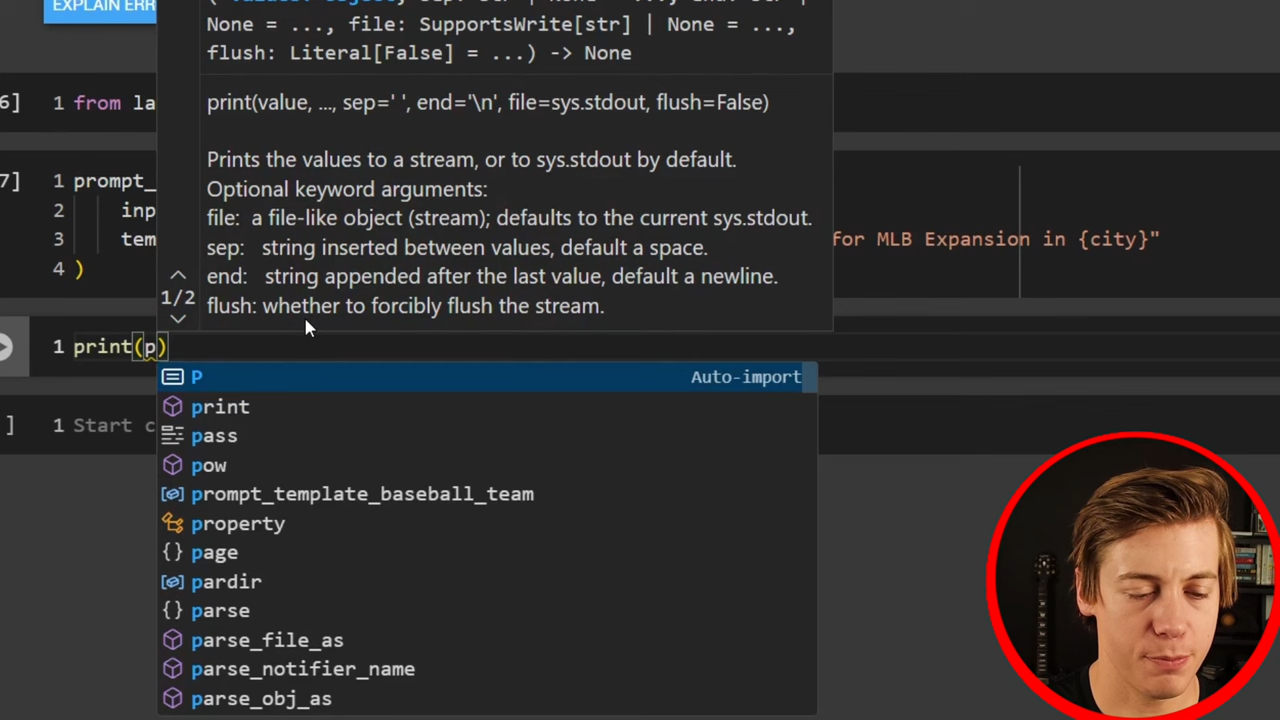 EXPLAIN ERR
None = ..., file: SupportsWrite[str] | None = ...,
flush: Literal[False] = ...) -> None
6] 1 from la
print(value, ..., sep=' ', end='\n', file=sys.stdout, flush=False)
Prints the values to a stream, or to sys.stdout by default.
7] 1 prompt_
Optional keyword arguments:
2 inp
file: a file-like object (stream); defaults to the current sys.stdout.
3 tem
for MLB Expansion in {city}"
sep: string inserted between values, default a space.
4 )
end: string appended after the last value, default a newline.
1/2
flush: whether to forcibly flush the stream.
1 print(p)
P Auto-import
print
] 1 Start c
pass
pow
prompt_template_baseball_team
property
page
pardir
parse
parse_file_as
parse_notifier_name
parse_obj_as